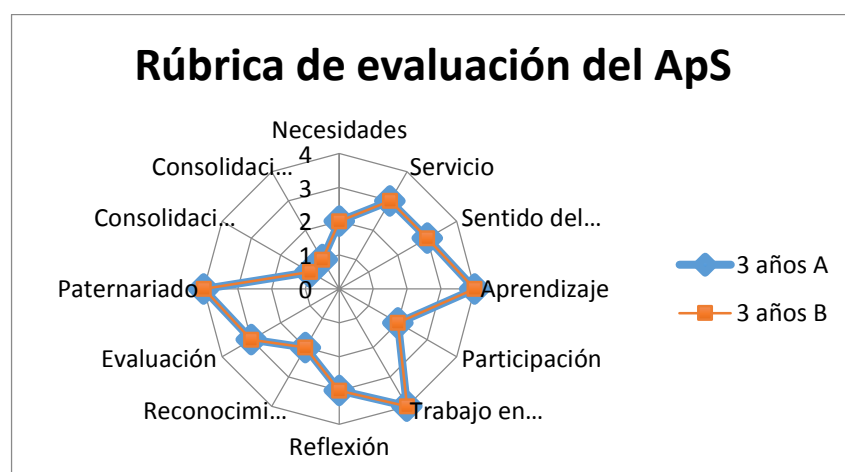 Rúbrica de evaluación del ApS
Necesidades
Servicio
Sentido del...
Aprendizaje
Participación
Trabajo en...
Reflexión
Reconocimi...
Evaluación
Paternariado
Consolidaci...
Consolidaci...
4
3
2
1
0
3 años A
3 años B